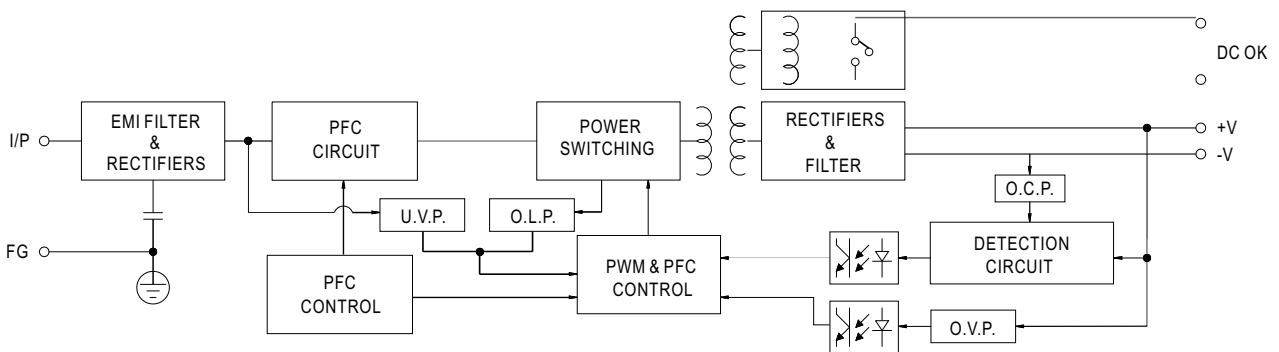 DC OK
I/P
EMI FILTER
&
RECTIFIERS
PFC
CIRCUIT
POWER
SWITCHING
RECTIFIERS
&
FILTER
+V
-V
O.C.P.
U.V.P.
O.L.P.
FG
PFC
CONTROL
PWM & PFC
CONTROL
DETECTION
CIRCUIT
O.V.P.